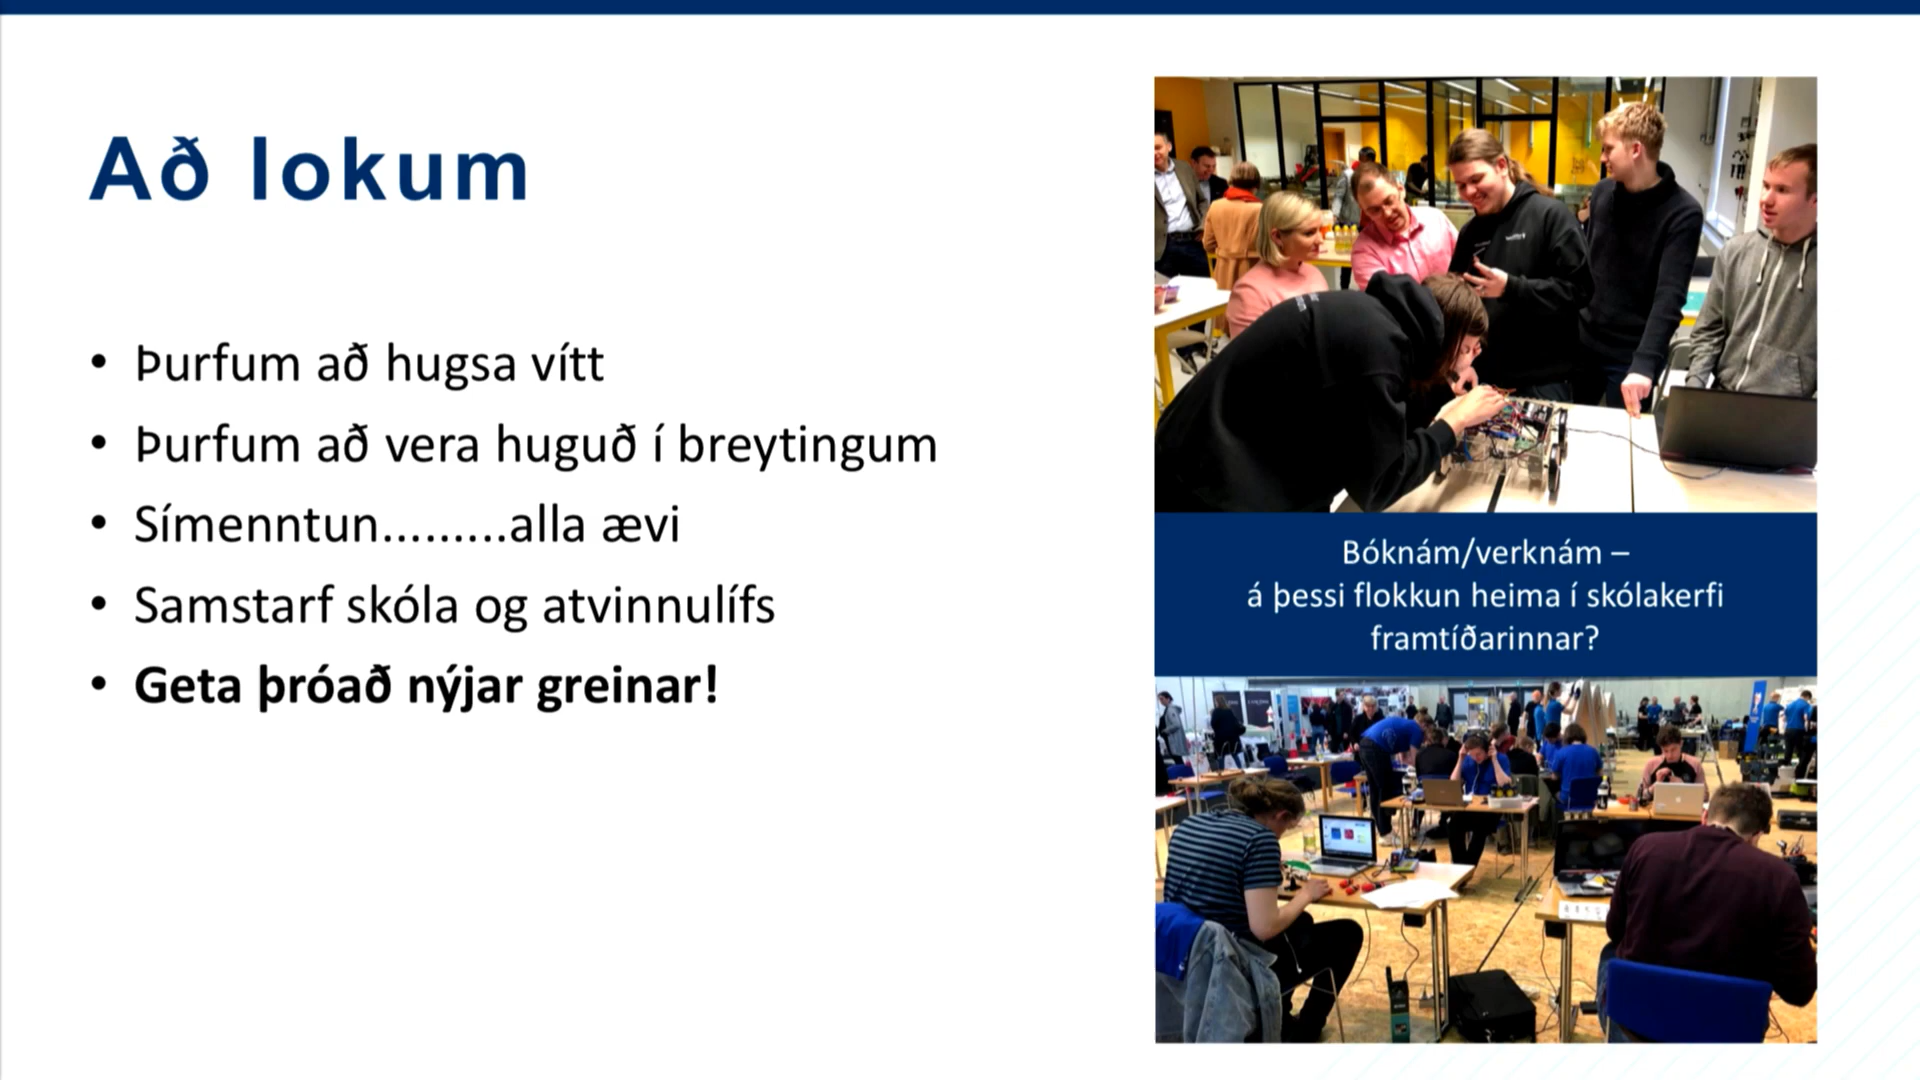 Að lokum
• Þurfum að hugsa vítt
• Þurfum að vera huguð í breytingum
• Símenntun.........alla ævi
• Samstarf skóla og atvinnulífs
• Geta þróað nýjar greinar!
Bóknám/verknám –
á þessi flokkun heima í skólakerfi
framtíðarinnar?